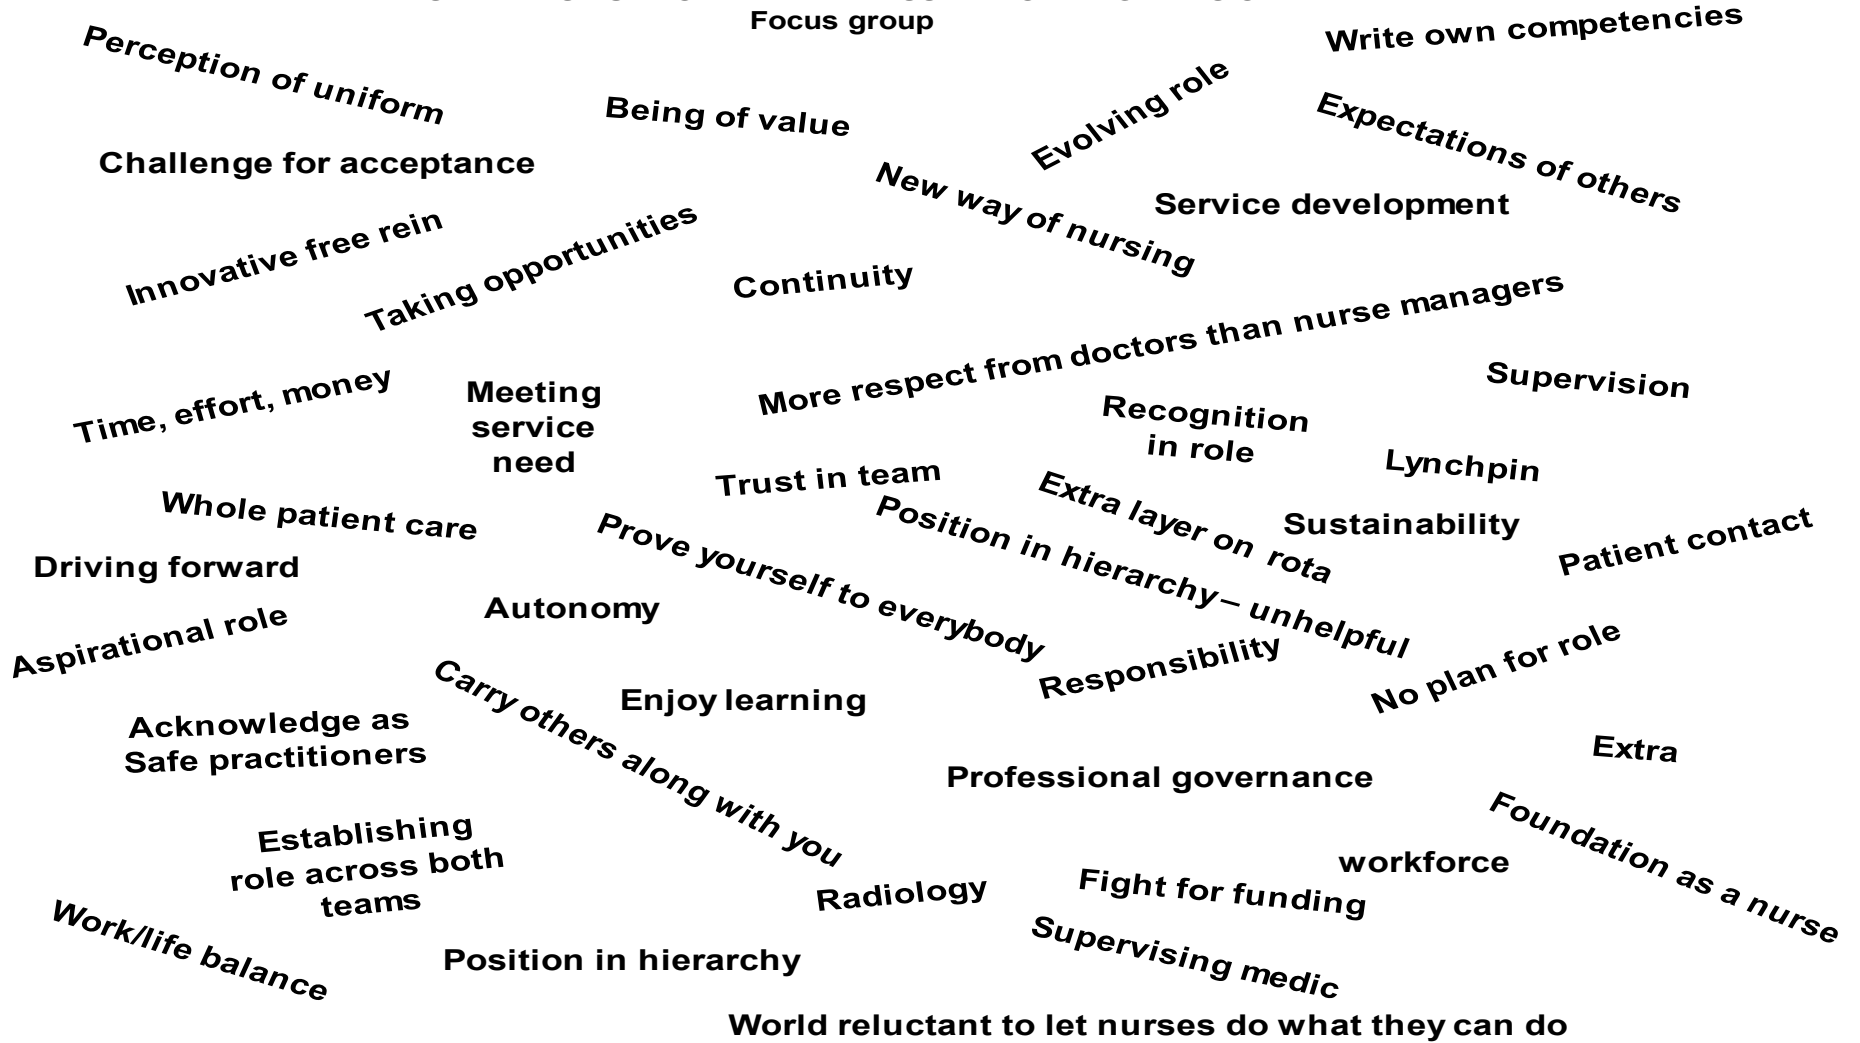 Focus group
Write own competencies
Perception of uniform
Being of value
Evolving role
Expectations of others
Challenge for acceptance
New way of nursing
Service development
Innovative free rein
Taking opportunities
Continuity
More respect from doctors than nurse managers
Time, effort, money
Meeting
service
need
Supervision
Recognition
in role
Lynchpin
Trust in team
Whole patient care
Extra layer on rota
Position in hierarchy – unhelpful
Sustainability
Patient contact
Prove yourself to everybody
Driving forward
Autonomy
Aspirational role
Responsibility
No plan for role
Carry others along with you
Enjoy learning
Acknowledge as
Safe practitioners
Extra
Professional governance
Foundation as a nurse
Establishing
role across both
teams
workforce
Radiology
Fight for funding
Work/life balance
Position in hierarchy
Supervising medic
World reluctant to let nurses do what they can do